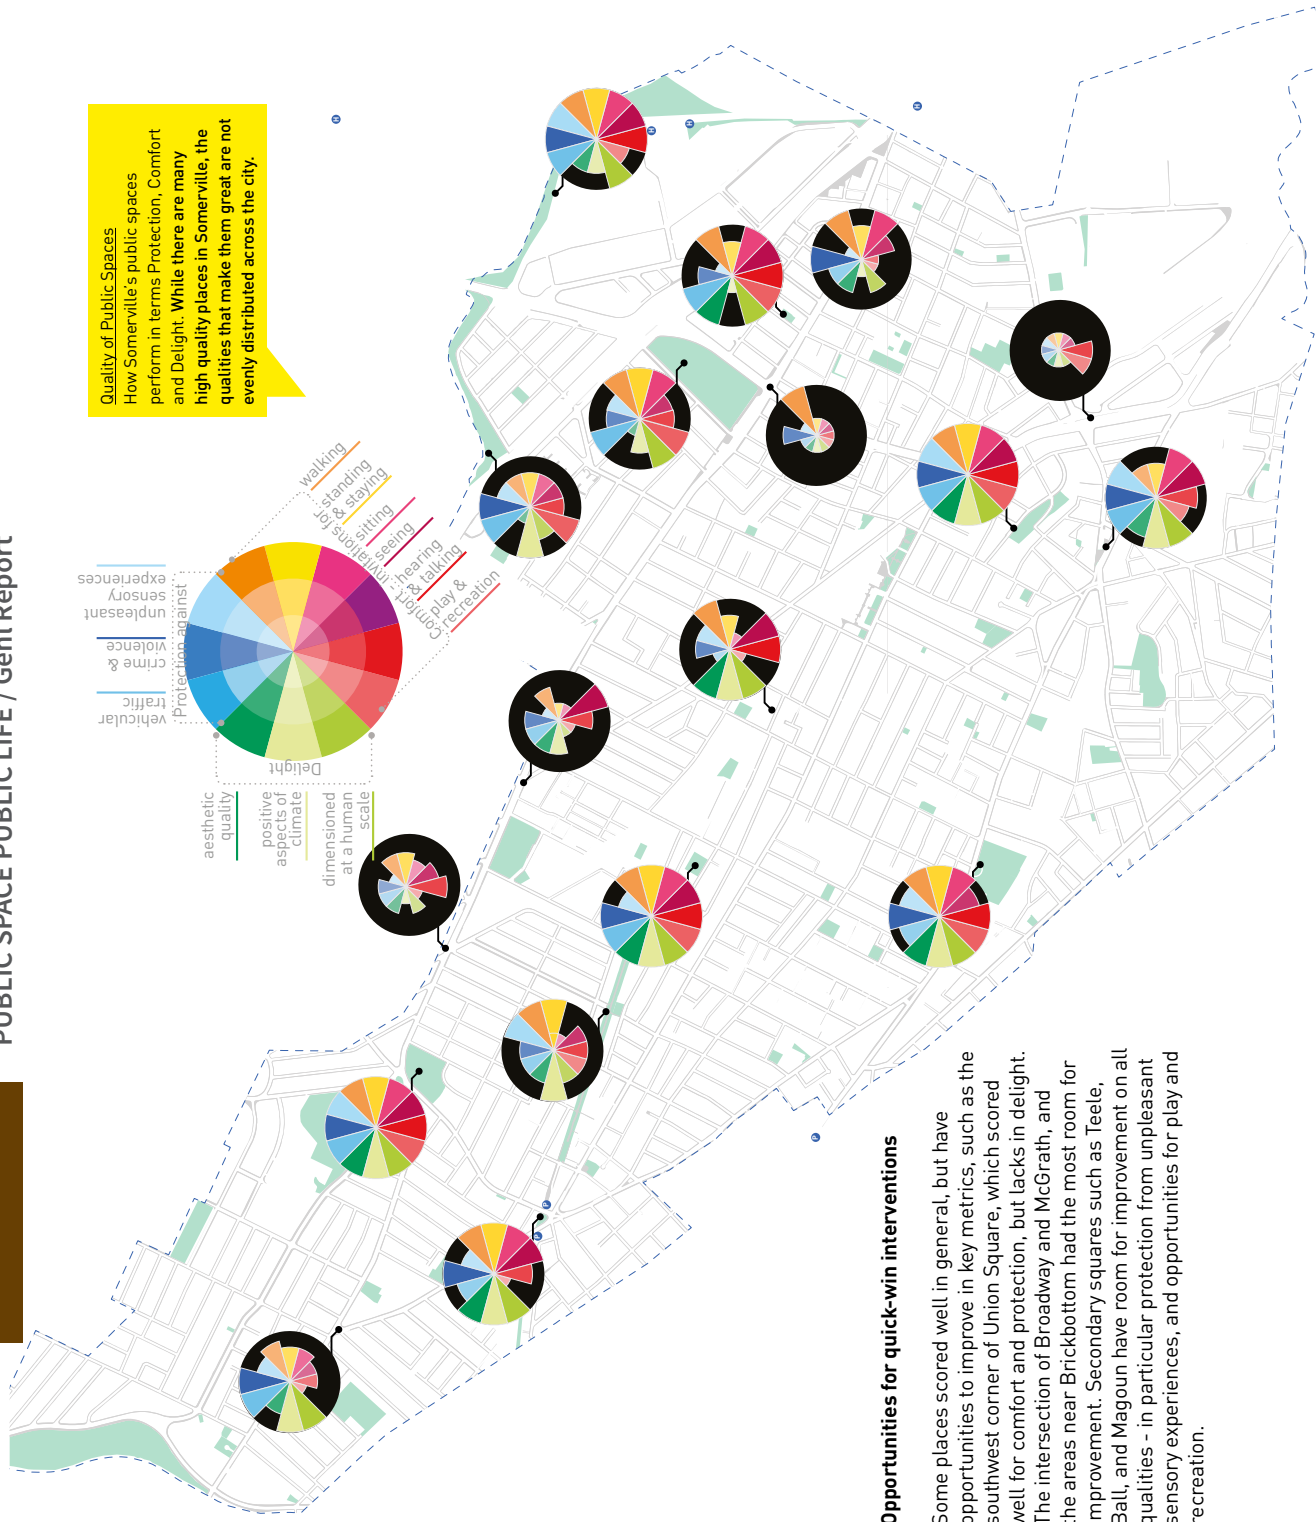 PUBLIC SPACE PUBLIC LIFE / Gehl Report
Quality of Public Spaces
How Somerville's public spaces
perform in terms Protection, Comfort
and Delight. While there are many
high quality places in Somerville, the
qualities that make them great are not
evenly distributed across the city.
Protection against
vehicular
traffic
crime &
violence
unpleasant
sensory
experiences
Comfort - invitations for
walking
standing
& staying
sitting
seeing
hearing
& talking
play &
recreation
Delight
aesthetic
quality
positive
aspects of
climate
dimensioned
at a human
scale
H
H
H
H
P
P
P
Opportunities for quick-win interventions
Some places scored well in general, but have
opportunities to improve in key metrics, such as the
southwest corner of Union Square, which scored
well for comfort and protection, but lacks in delight.
The intersection of Broadway and McGrath, and
the areas near Brickbottom had the most room for
improvement. Secondary squares such as Teele,
Ball, and Magoun have room for improvement on all
qualities - in particular protection from unpleasant
sensory experiences, and opportunities for play and
recreation.